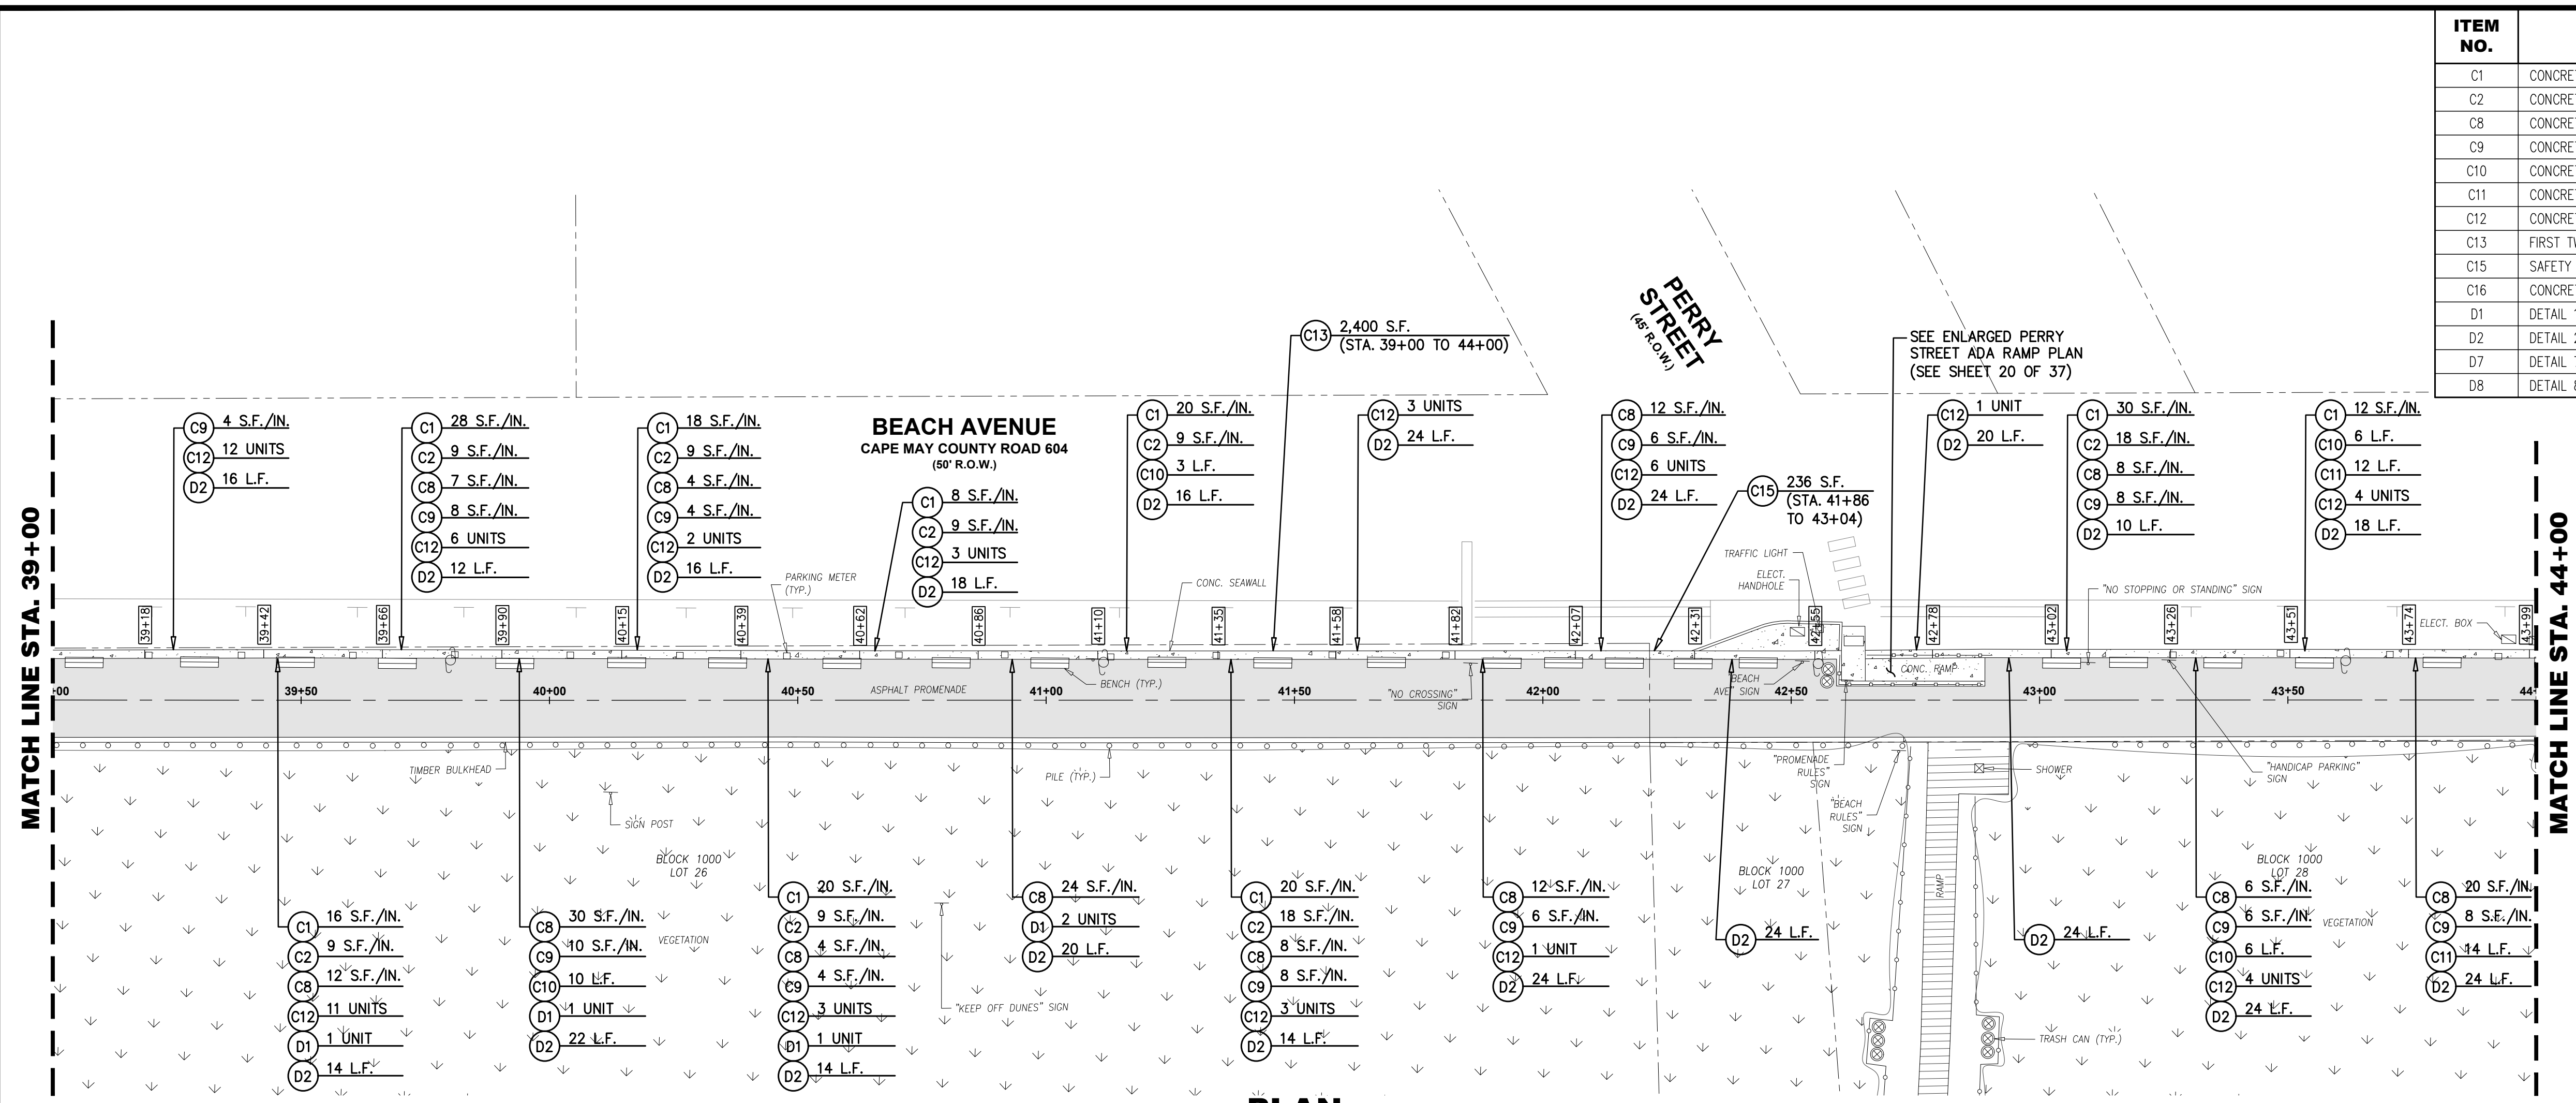 ITEM
NO.
C1 CONCRE
C2 CONCRE
C8 CONCRE
C9 CONCRE
C10 CONCRE
C11 CONCRE
C12 CONCRE
C13 FIRST
C15 SAFETY
C16 CONCRE
D1 DETAIL
D2 DETAIL
D7 DETAIL
D8 DETAIL
PERRY
STREET
(45' R.O.W.)
C13 2,400 S.F.
(STA. 39+00 TO 44+00)
SEE ENLARGED PERRY
STREET ADA RAMP PLAN
(SEE SHEET 20 OF 37)
MATCH LINE STA. 39+00
C9 4 S.F./IN.
C12 12 UNITS
D2 16 L.F.
C1 28 S.F./IN.
C2 9 S.F./IN.
C8 7 S.F./IN.
C9 8 S.F./IN.
C12 6 UNITS
D2 12 L.F.
C1 18 S.F./IN.
C2 9 S.F./IN.
C8 4 S.F./IN.
C9 4 S.F./IN.
C12 2 UNITS
D2 16 L.F.
BEACH AVENUE
CAPE MAY COUNTY ROAD 604
(50' R.O.W.)
C1 8 S.F./IN.
C2 9 S.F./IN.
C12 3 UNITS
D2 18 L.F.
C1 20 S.F./IN.
C2 9 S.F./IN.
C10 3 L.F.
D2 16 L.F.
C12 3 UNITS
D2 24 L.F.
C8 12 S.F./IN.
C9 6 S.F./IN.
C12 6 UNITS
D2 24 L.F.
C15 236 S.F.
(STA. 41+86
TO 43+04)
C12 1 UNIT
D2 20 L.F.
C1 30 S.F./IN.
C2 18 S.F./IN.
C8 8 S.F./IN.
C9 8 S.F./IN.
D2 10 L.F.
C1 12 S.F./IN.
C10 6 L.F.
C11 12 L.F.
C12 4 UNITS
D2 18 L.F.
MATCH LINE STA. 44+00
PARKING METER
(TYP.)
CONC. SEAWALL
TRAFFIC LIGHT
ELECT.
HANDHOLE
"NO STOPPING OR STANDING" SIGN
ELECT. BOX
39+18
39+42
39+66
39+90
40+15
40+39
40+62
40+86
41+10
41+35
41+58
41+82
42+07
42+31
42+55
42+78
43+02
43+26
43+51
43+74
43+99
+00
39+50
40+00
40+50
41+00
41+50
42+00
42+50
43+00
43+50
44+
ASPHALT PROMENADE
BENCH (TYP.)
"NO CROSSING"
SIGN
"BEACH
AVE" SIGN
CONC. RAMP
TIMBER BULKHEAD
PILE (TYP.)
"PROMENADE
RULES"
SIGN
"BEACH
RULES"
SIGN
SHOWER
"HANDICAP PARKING"
SIGN
SIGN POST
BLOCK 1000
LOT 26
BLOCK 1000
LOT 27
BLOCK 1000
LOT 28
VEGETATION
VEGETATION
RAMP
"KEEP OFF DUNES" SIGN
TRASH CAN (TYP.)
C1 16 S.F./IN.
C2 9 S.F./IN.
C8 12 S.F./IN.
C12 11 UNITS
D1 1 UNIT
D2 14 L.F.
C8 30 S.F./IN.
C9 10 S.F./IN.
C10 10 L.F.
D1 1 UNIT
D2 22 L.F.
C1 20 S.F./IN.
C2 9 S.F./IN.
C8 4 S.F./IN.
C9 4 S.F./IN.
C12 3 UNITS
D1 1 UNIT
D2 14 L.F.
C8 24 S.F./IN.
D1 2 UNITS
D2 20 L.F.
C1 20 S.F./IN.
C2 18 S.F./IN.
C8 8 S.F./IN.
C9 8 S.F./IN.
C12 3 UNITS
D2 14 L.F.
C8 12 S.F./IN.
C9 6 S.F./IN.
C12 1 UNIT
D2 24 L.F.
D2 24 L.F.
D2 24 L.F.
C8 6 S.F./IN.
C9 6 S.F./IN.
C10 6 L.F.
C12 4 UNITS
D2 24 L.F.
C8 20 S.F./IN.
C9 8 S.F./IN.
C11 14 L.F.
D2 24 L.F.
PLAN